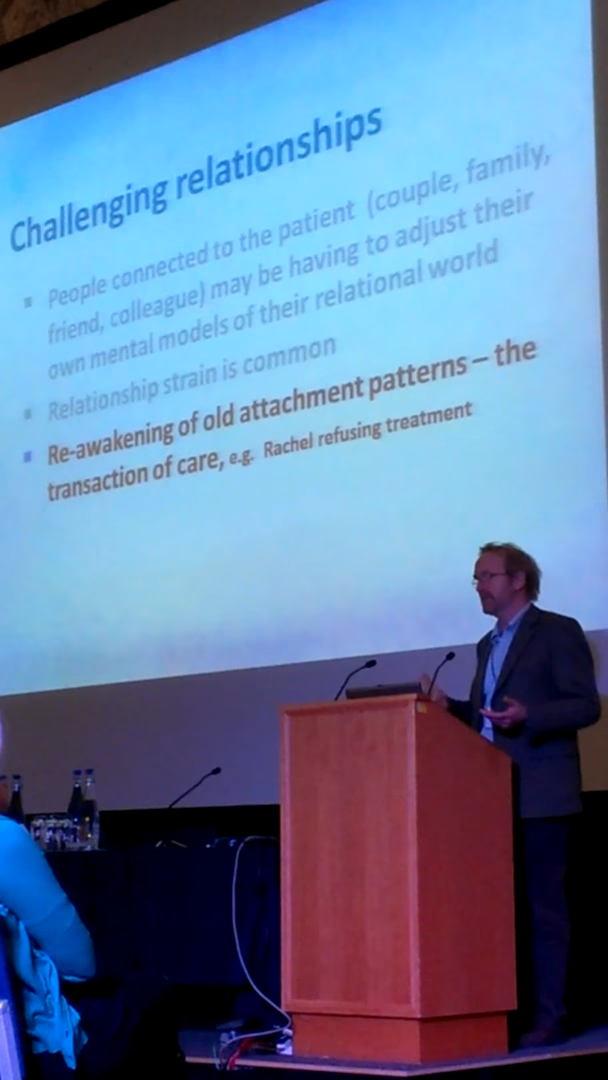 Challenging relationships
▪ People connected to the patient (couple, family,
friend, colleague) may be having to adjust their
own mental models of their relational world
▪ Relationship strain is common
▪ Re-awakening of old attachment patterns – the
transaction of care, e.g. Rachel refusing treatment